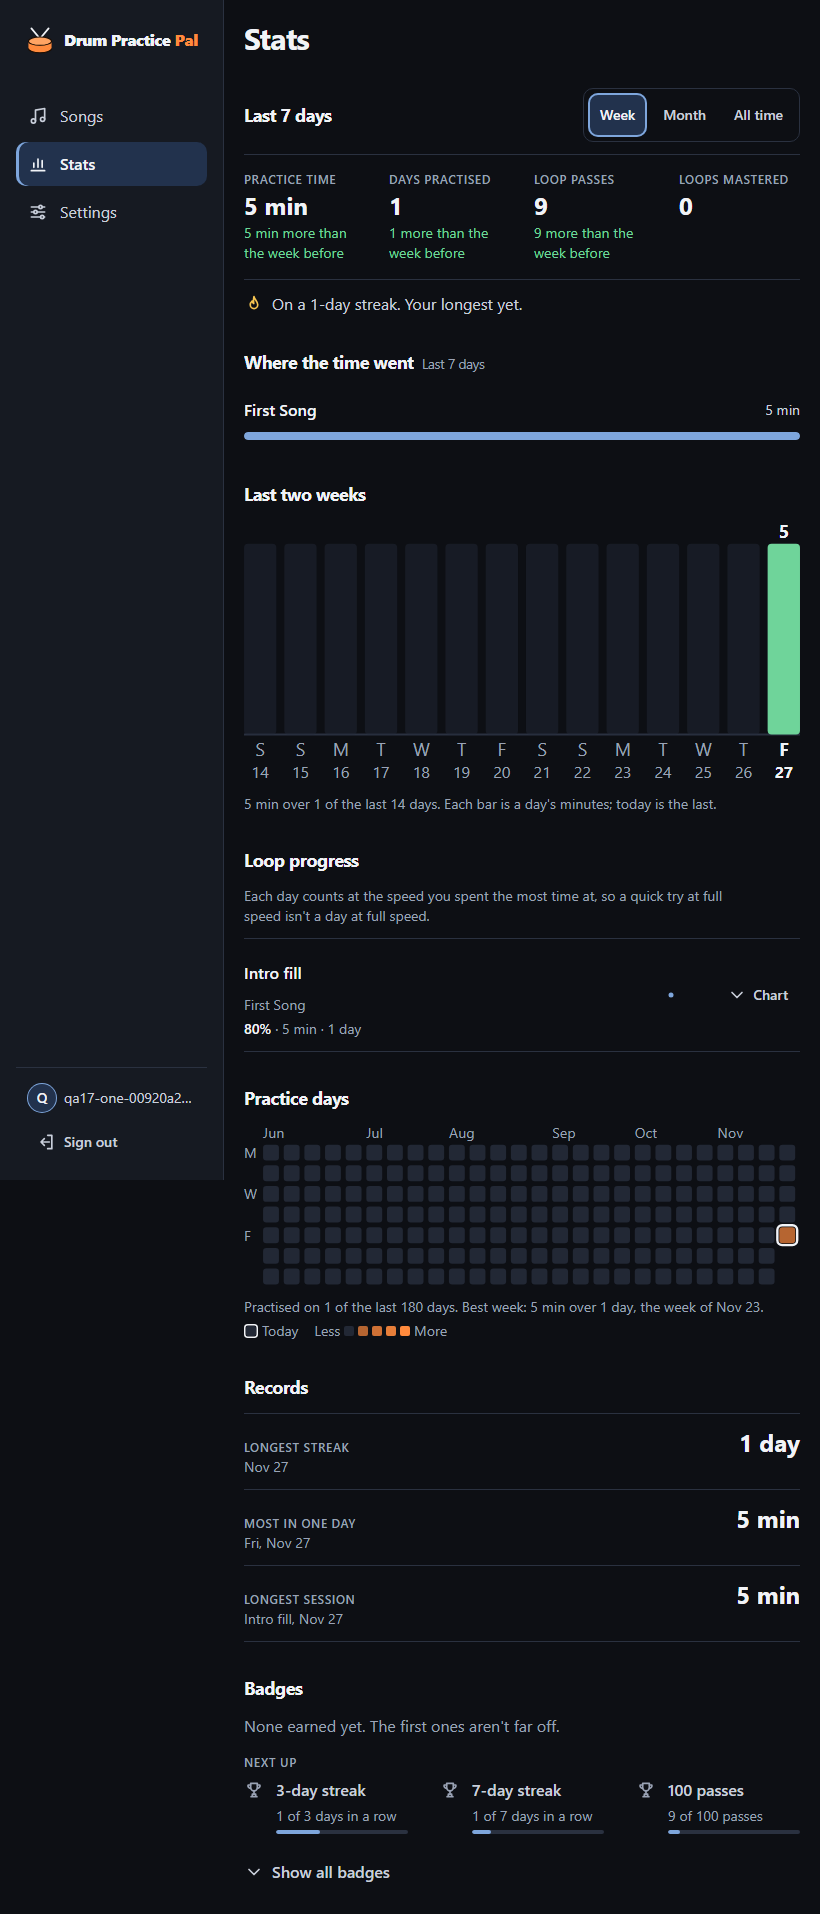 Drum Practice Pal
Songs
Stats
Settings
qa17-one-00920a2...
Sign out
Stats
Last 7 days
Week Month All time
PRACTICE TIME
5 min
5 min more than
the week before
DAYS PRACTISED
1
1 more than the
week before
LOOP PASSES
9
9 more than the
week before
LOOPS MASTERED
0
On a 1-day streak. Your longest yet.
Where the time went Last 7 days
First Song 5 min
Last two weeks
5
S S M T W T F S S M T W T F
14 15 16 17 18 19 20 21 22 23 24 25 26 27
5 min over 1 of the last 14 days. Each bar is a day's minutes; today is the last.
Loop progress
Each day counts at the speed you spent the most time at, so a quick try at full
speed isn't a day at full speed.
Intro fill
First Song
80% · 5 min · 1 day
Chart
Practice days
Jun Jul Aug Sep Oct Nov
M
W
F
Practised on 1 of the last 180 days. Best week: 5 min over 1 day, the week of Nov 23.
Today Less More
Records
LONGEST STREAK
Nov 27
1 day
MOST IN ONE DAY
Fri, Nov 27
5 min
LONGEST SESSION
Intro fill, Nov 27
5 min
Badges
None earned yet. The first ones aren't far off.
NEXT UP
3-day streak
1 of 3 days in a row
7-day streak
1 of 7 days in a row
100 passes
9 of 100 passes
Show all badges
Q